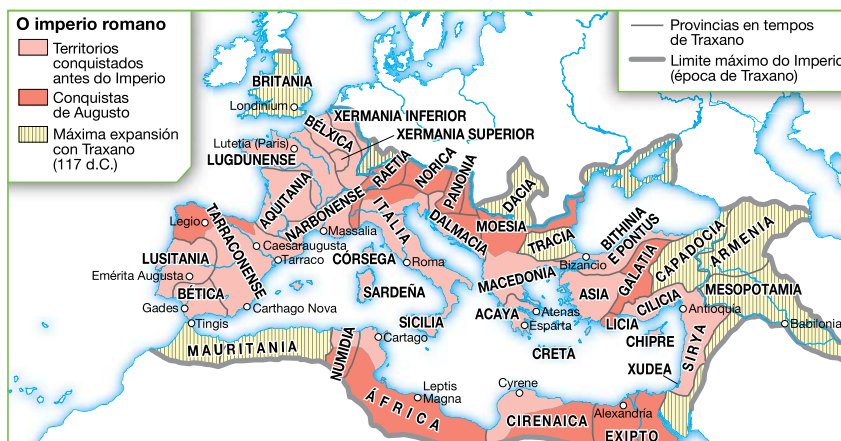 O imperio romano
Territorios
conquistados
antes do Imperio
Conquistas
de Augusto
Máxima expansión
con Traxano
(117 d.C.)
Provincias en tempos
de Traxano
Limite máximo do Imperio
(época de Traxano)
BRITANIA
Londinium
XERMANIA INFERIOR
BÉLXICA
XERMANIA SUPERIOR
Lutetia (Paris)
LUGDUNENSE
RAETIA
NORICA
PANONIA
DACIA
AQUITANIA
NARBONENSE
ITALIA
DALMACIA
MOESIA
TRACIA
BITHINIA
E PONTUS
GALATIA
CAPADOCIA
ARMENIA
Legio
TARRACONENSE
Massalia
Caesaraugusta
Tarraco
CÓRSEGA
Roma
MACEDONÍA
Bizancio
LUSITANIA
Emérita Augusta
BÉTICA
SARDEÑA
ASIA
CILICIA
MESOPOTAMIA
Gades
Carthago Nova
SICILIA
ACAYA
Atenas
Esparta
LICIA
Antioquía
Babilonia
Tingis
CHIPRE
SIRYA
MAURITANIA
NUMIDIA
Cartago
CRETA
XUDEA
Leptis
Magna
Cyrene
ÁFRICA
CIRENAICA
Alexandría
EXIPTO